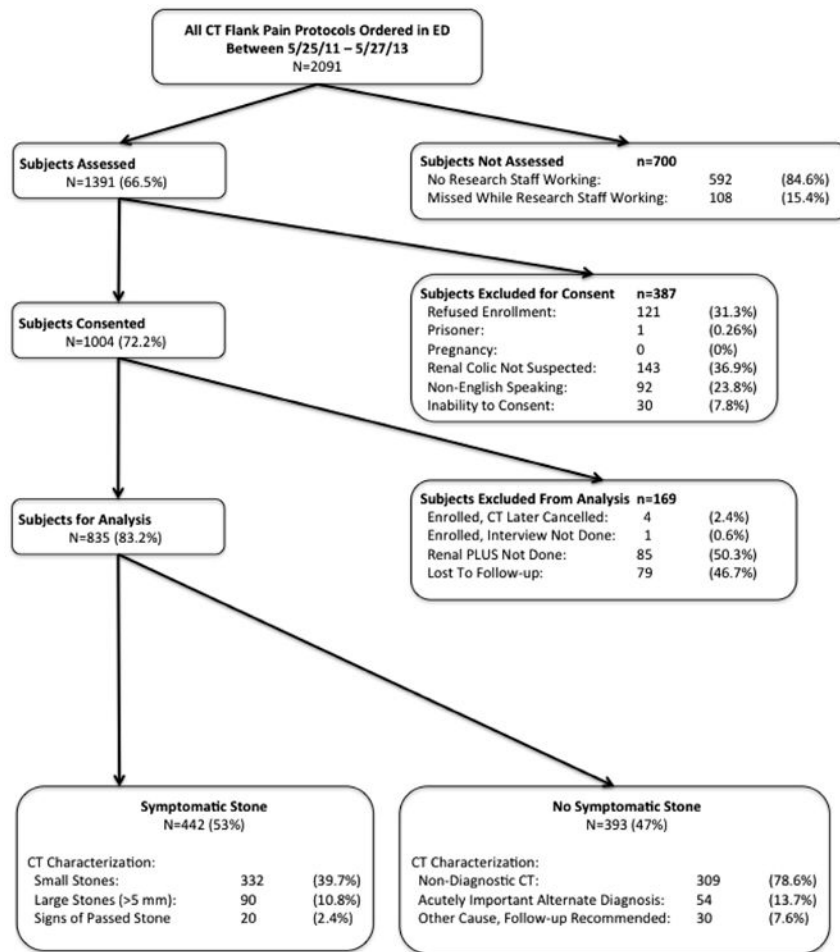 All CT Flank Pain Protocols Ordered in ED
Between 5/25/11 – 5/27/13
N=2091
Subjects Assessed
N=1391 (66.5%)
Subjects Not Assessed n=700
No Research Staff Working: 592 (84.6%)
Missed While Research Staff Working: 108 (15.4%)
Subjects Excluded for Consent n=387
Refused Enrollment: 121 (31.3%)
Prisoner: 1 (0.26%)
Pregnancy: 0 (0%)
Renal Colic Not Suspected: 143 (36.9%)
Non-English Speaking: 92 (23.8%)
Inability to Consent: 30 (7.8%)
Subjects Consented
N=1004 (72.2%)
Subjects Excluded From Analysis n=169
Enrolled, CT Later Cancelled: 4 (2.4%)
Enrolled, Interview Not Done: 1 (0.6%)
Renal PLUS Not Done: 85 (50.3%)
Lost To Follow-up: 79 (46.7%)
Subjects for Analysis
N=835 (83.2%)
Symptomatic Stone
N=442 (53%)
CT Characterization:
Small Stones: 332 (39.7%)
Large Stones (>5 mm): 90 (10.8%)
Signs of Passed Stone 20 (2.4%)
No Symptomatic Stone
N=393 (47%)
CT Characterization:
Non-Diagnostic CT: 309 (78.6%)
Acutely Important Alternate Diagnosis: 54 (13.7%)
Other Cause, Follow-up Recommended: 30 (7.6%)